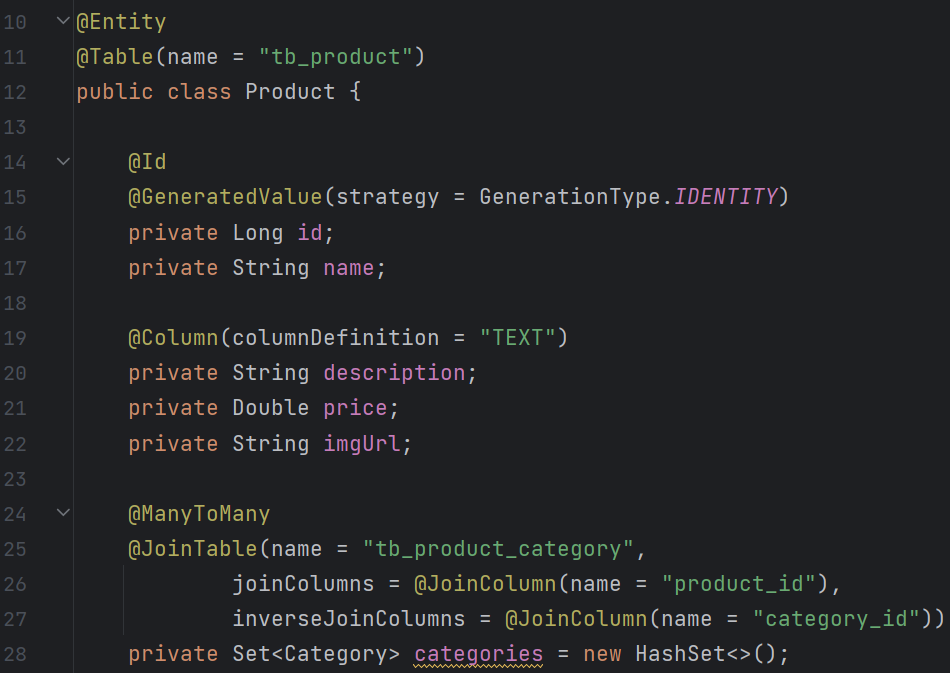 10 @Entity
11 @Table(name = "tb_product")
12 public class Product {
13
14     @Id
15     @GeneratedValue(strategy = GenerationType.IDENTITY)
16     private Long id;
17     private String name;
18
19     @Column(columnDefinition = "TEXT")
20     private String description;
21     private Double price;
22     private String imgUrl;
23
24     @ManyToMany
25     @JoinTable(name = "tb_product_category",
26             joinColumns = @JoinColumn(name = "product_id"),
27             inverseJoinColumns = @JoinColumn(name = "category_id"))
28     private Set<Category> categories = new HashSet<>();